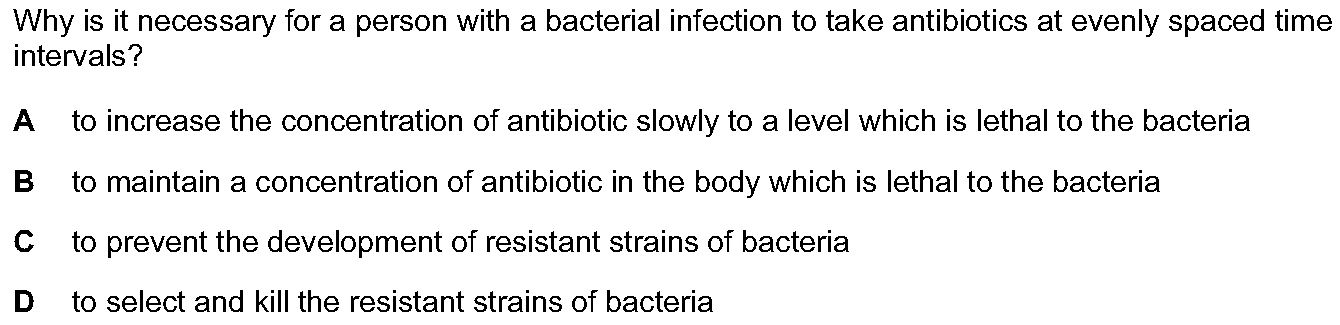 Why is it necessary for a person with a bacterial infection to take antibiotics at evenly spaced time
intervals?
A to increase the concentration of antibiotic slowly to a level which is lethal to the bacteria
B to maintain a concentration of antibiotic in the body which is lethal to the bacteria
C to prevent the development of resistant strains of bacteria
D to select and kill the resistant strains of bacteria